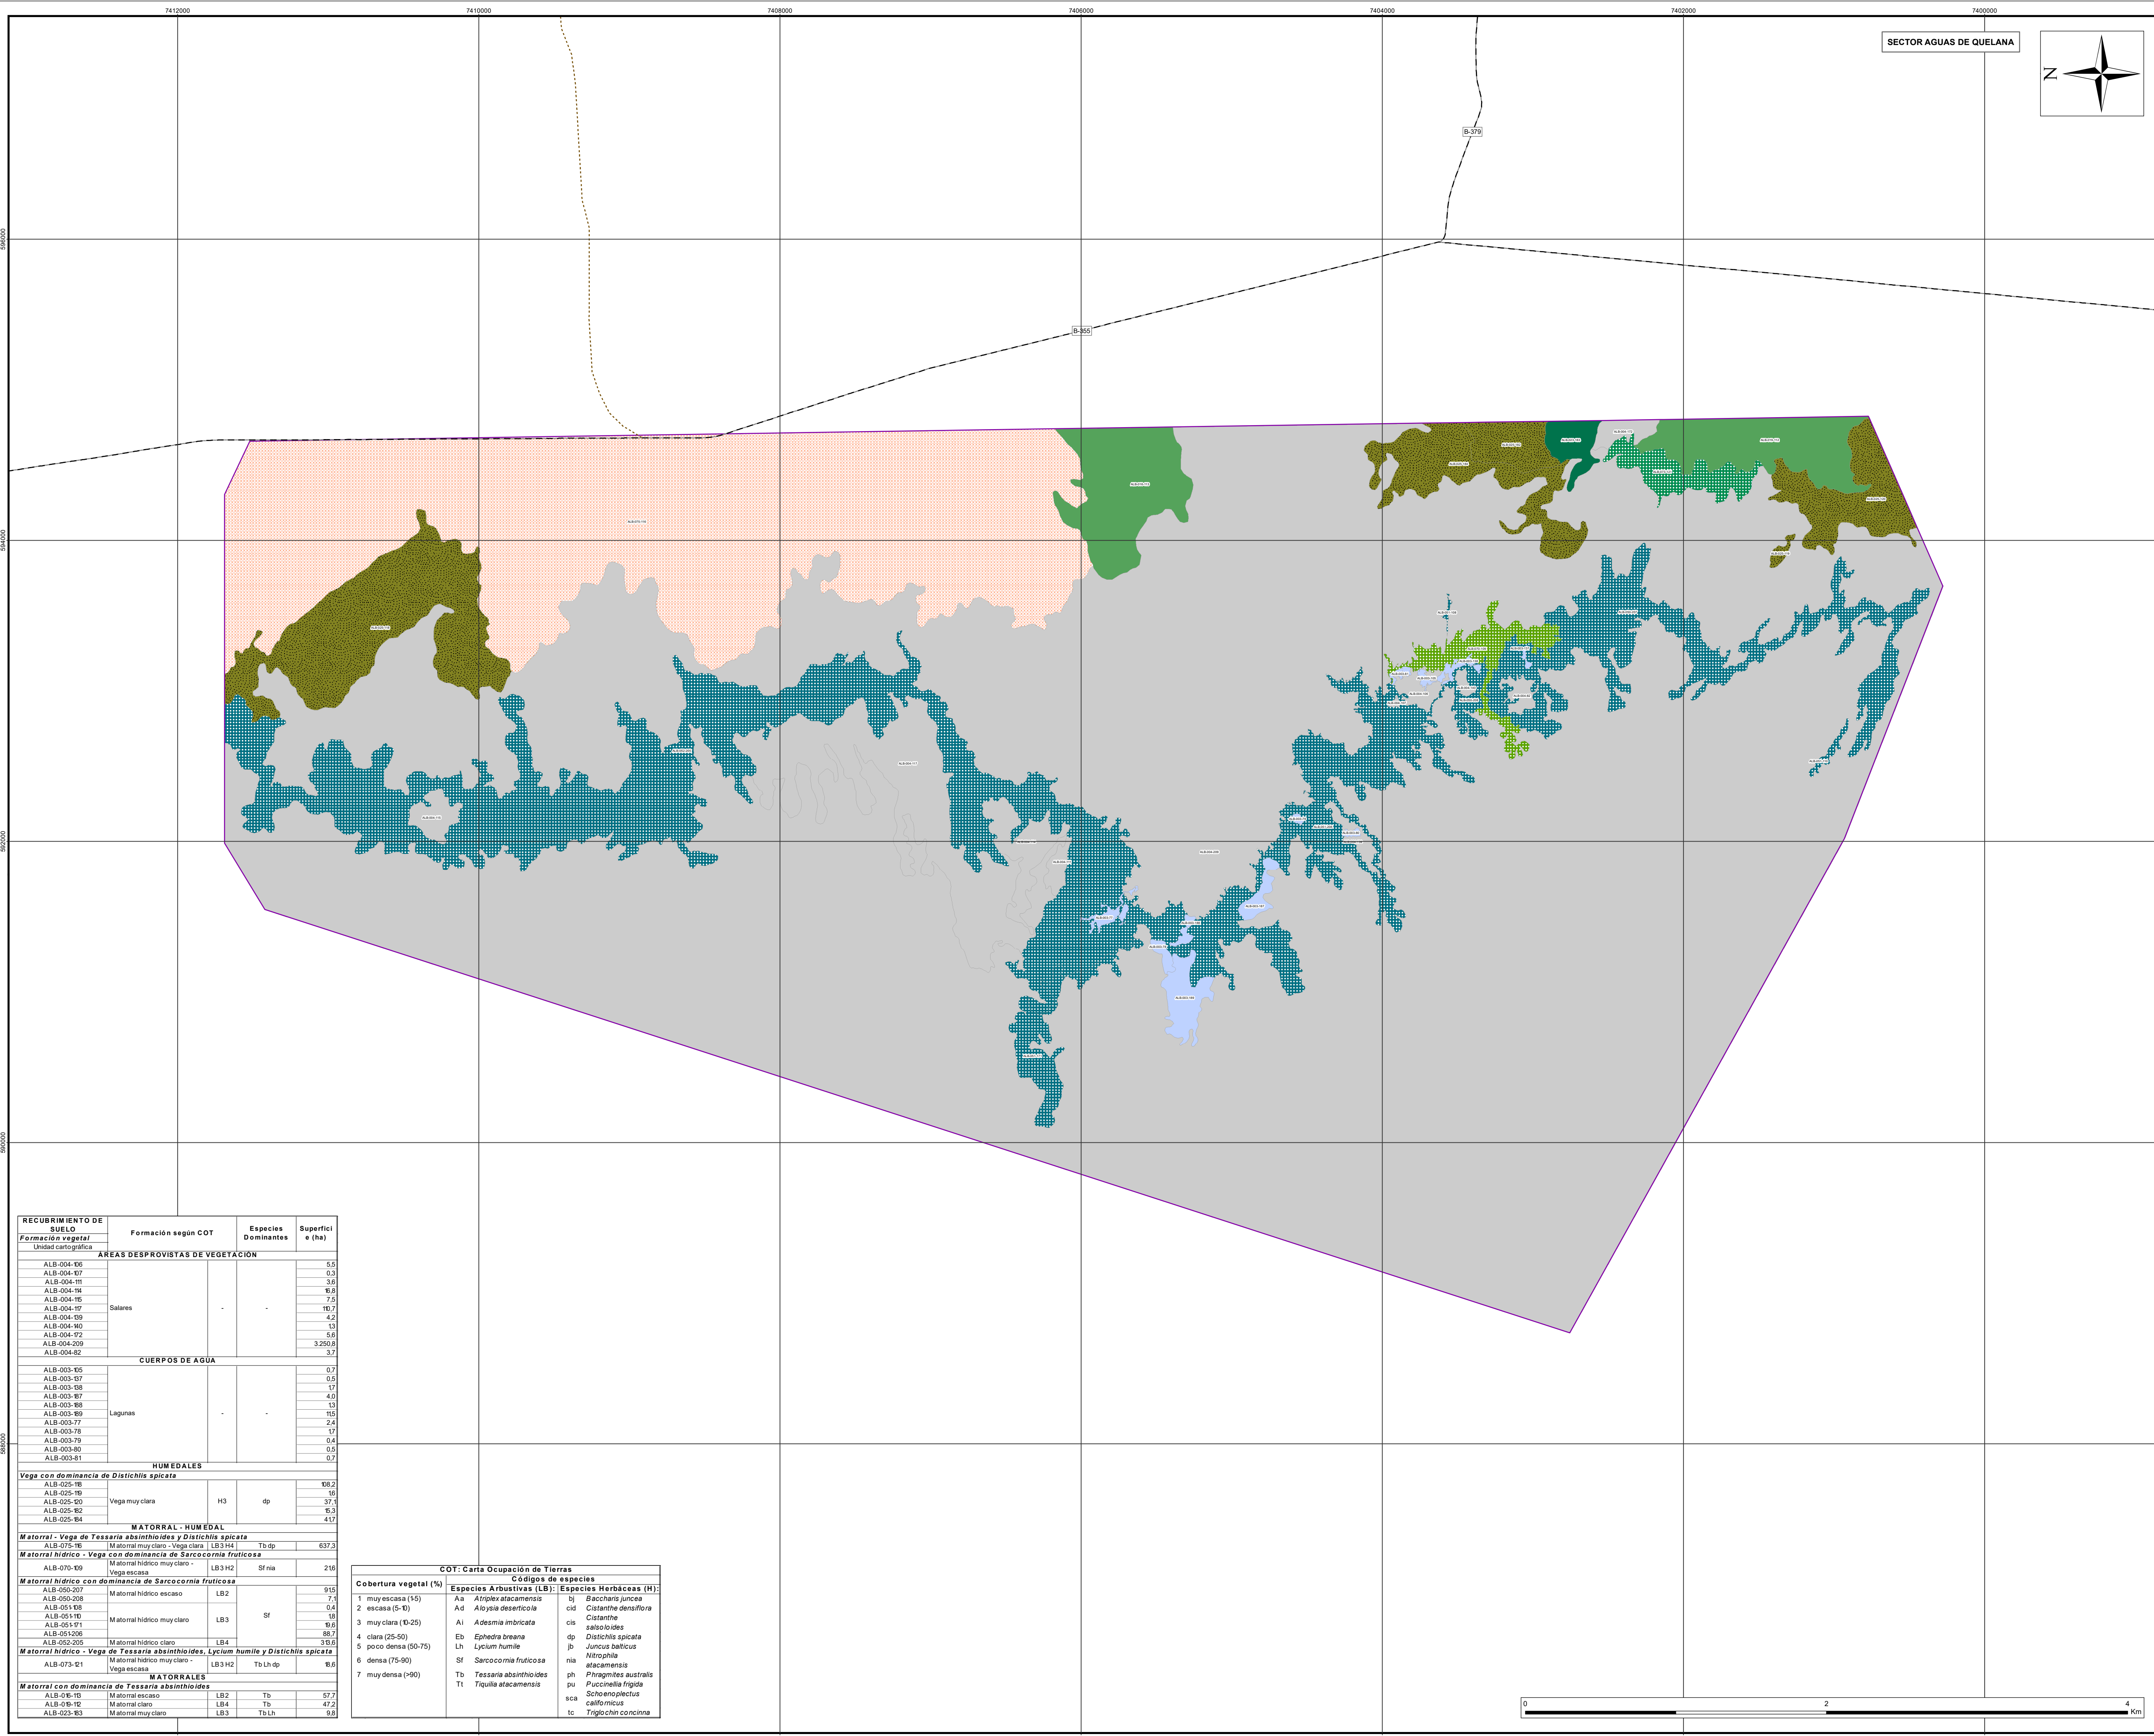 7412000 7410000 7408000 7406000 7404000 7402000 7400000
SECTOR AGUAS DE QUELANA
N
B-379
B-355
596000
594000
592000
590000
588000
RECUBRIMIENTO DE SUELO
Formación vegetal
Unidad cartográfica
Formación según COT
Especies Dominantes
Superficie (ha)
ÁREAS DESPROVISTAS DE VEGETACIÓN
ALB-004-106 5,5
ALB-004-107 0,3
ALB-004-111 3,6
ALB-004-114 16,8
ALB-004-115 7,5
ALB-004-117 Salares - - 110,7
ALB-004-139 4,2
ALB-004-140 1,3
ALB-004-172 5,6
ALB-004-209 3.250,8
ALB-004-82 3,7
CUERPOS DE AGUA
ALB-003-105 0,7
ALB-003-137 0,5
ALB-003-138 1,7
ALB-003-187 4,0
ALB-003-188 1,3
ALB-003-189 Lagunas - - 11,5
ALB-003-77 2,4
ALB-003-78 1,7
ALB-003-79 0,4
ALB-003-80 0,5
ALB-003-81 0,7
HUMEDALES
Vega con dominancia de Distichlis spicata
ALB-025-118 108,2
ALB-025-119 1,6
ALB-025-120 Vega muy clara H3 dp 37,1
ALB-025-182 15,3
ALB-025-184 41,7
MATORRAL - HUMEDAL
Matorral - Vega de Tessaria absinthioides y Distichlis spicata
ALB-075-116 Matorral muy claro - Vega clara LB3 H4 Tb dp 637,3
Matorral hídrico - Vega con dominancia de Sarcocornia fruticosa
ALB-070-109 Matorral hídrico muy claro - Vega escasa LB3 H2 Sf nia 21,6
Matorral hídrico con dominancia de Sarcocornia fruticosa
ALB-050-207 Matorral hídrico escaso LB2 Sf 91,5
ALB-050-208 7,1
ALB-051-108 Matorral hídrico muy claro LB3 0,4
ALB-051-110 1,8
ALB-051-171 19,6
ALB-051-206 88,7
ALB-052-205 Matorral hídrico claro LB4 313,6
Matorral hídrico - Vega de Tessaria absinthioides, Lycium humile y Distichlis spicata
ALB-073-121 Matorral hídrico muy claro - Vega escasa LB3 H2 Tb Lh dp 18,6
MATORRALES
Matorral con dominancia de Tessaria absinthioides
ALB-016-113 Matorral escaso LB2 Tb 57,7
ALB-019-112 Matorral claro LB4 Tb 47,2
ALB-023-183 Matorral muy claro LB3 Tb Lh 9,8
COT: Carta Ocupación de Tierras
Cobertura vegetal (%)
Códigos de especies
Especies Arbustivas (LB): Especies Herbáceas (H):
1 muy escasa (1-5) Aa Atriplex atacamensis bj Baccharis juncea
2 escasa (5-10) Ad Aloysia deserticola cid Cistanthe densiflora
3 muy clara (10-25) Ai Adesmia imbricata cis Cistanthe salsoloides
4 clara (25-50) Eb Ephedra breana dp Distichlis spicata
5 poco densa (50-75) Lh Lycium humile jb Juncus balticus
6 densa (75-90) Sf Sarcocornia fruticosa nia Nitrophila atacamensis
7 muy densa (>90) Tb Tessaria absinthioides ph Phragmites australis
Tt Tiquilia atacamensis pu Puccinellia frigida
sca Schoenoplectus californicus
tc Triglochin concinna
0 2 4
Km